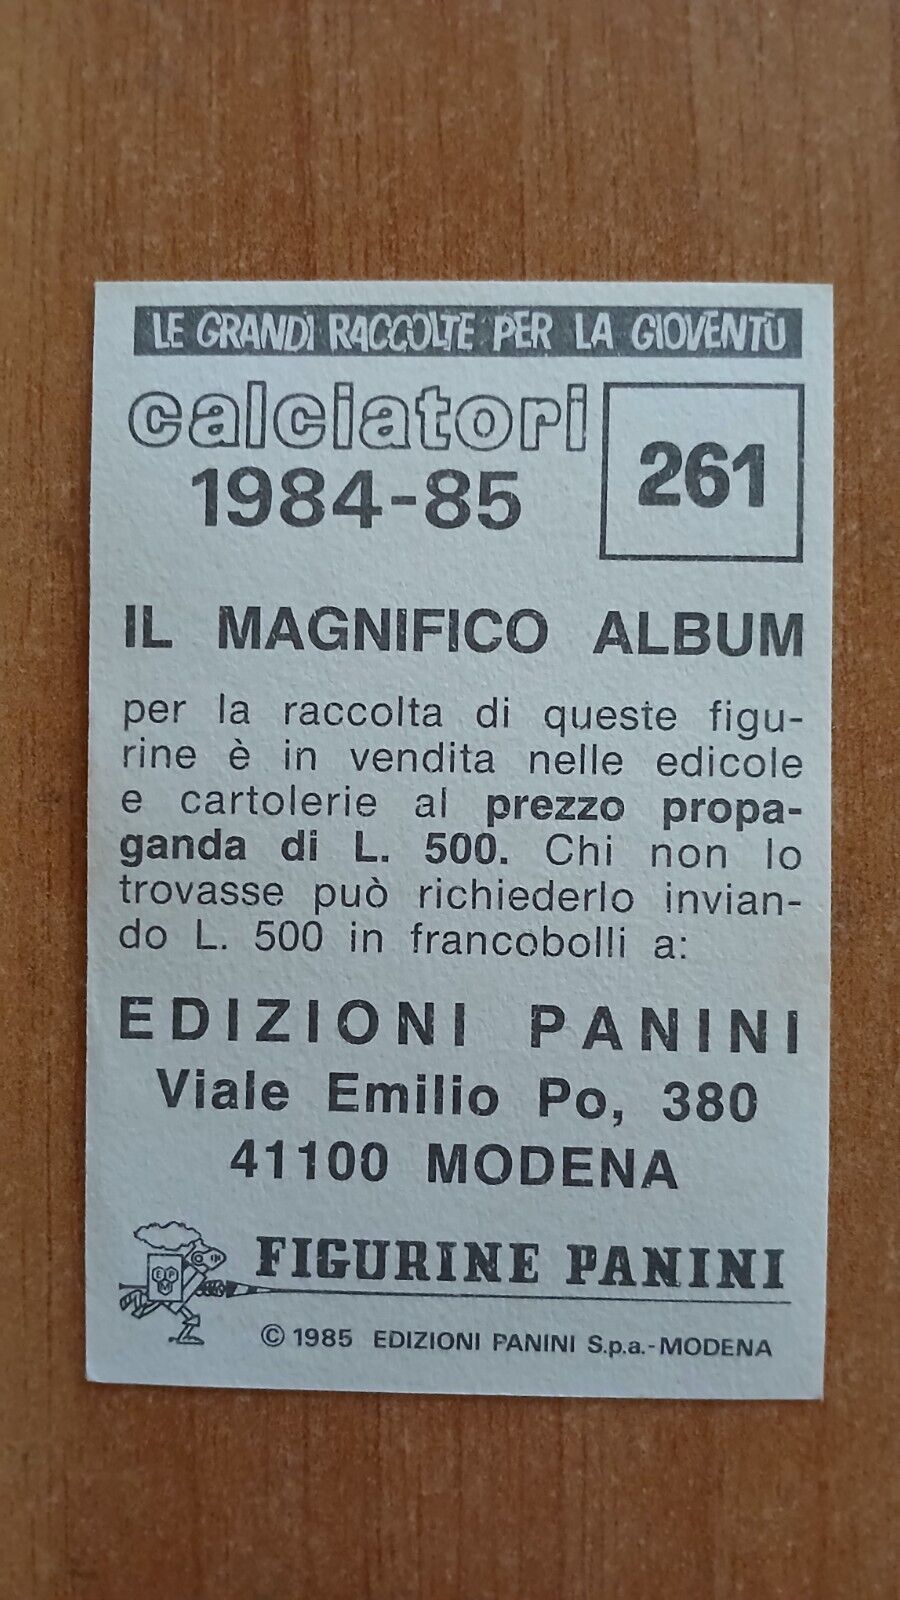 LE GRANDI RACCOLTE PER LA GIOVENTÙ
calciatori
1984-85
261
IL MAGNIFICO ALBUM
per la raccolta di queste figu-
rine è in vendita nelle edicole
e cartolerie al prezzo propa-
ganda di L. 500. Chi non lo
trovasse può richiederlo invian-
do L. 500 in francobolli a:
EDIZIONI PANINI
Viale Emilio Po, 380
41100 MODENA
EPM
FIGURINE PANINI
© 1985 EDIZIONI PANINI S.p.a.-MODENA